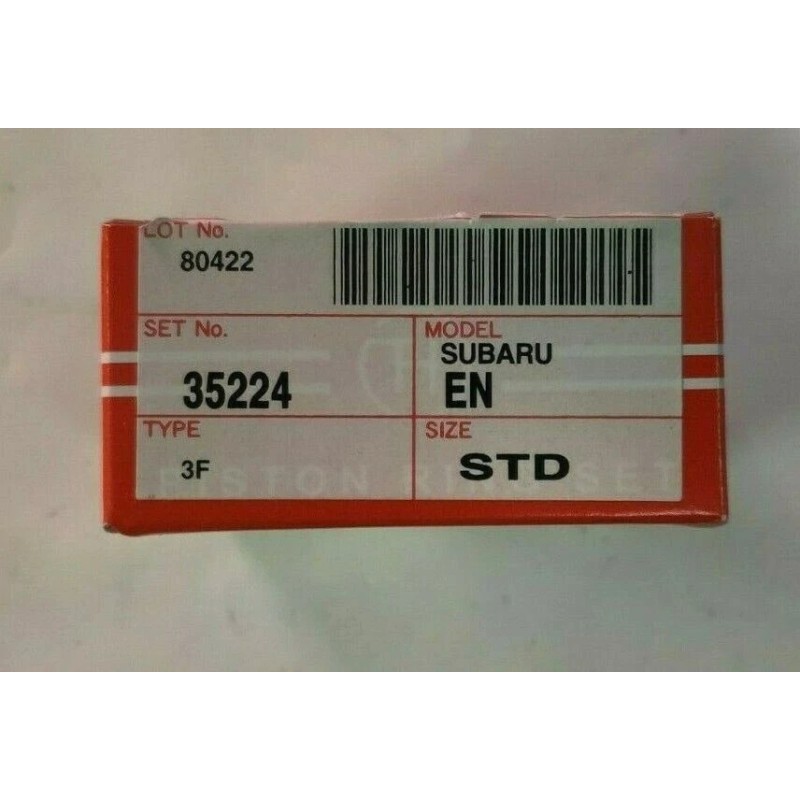 LOT No.
80422
SET No.
35224
MODEL
SUBARU
EN
TYPE
3F
SIZE
STD
PISTON RING SET